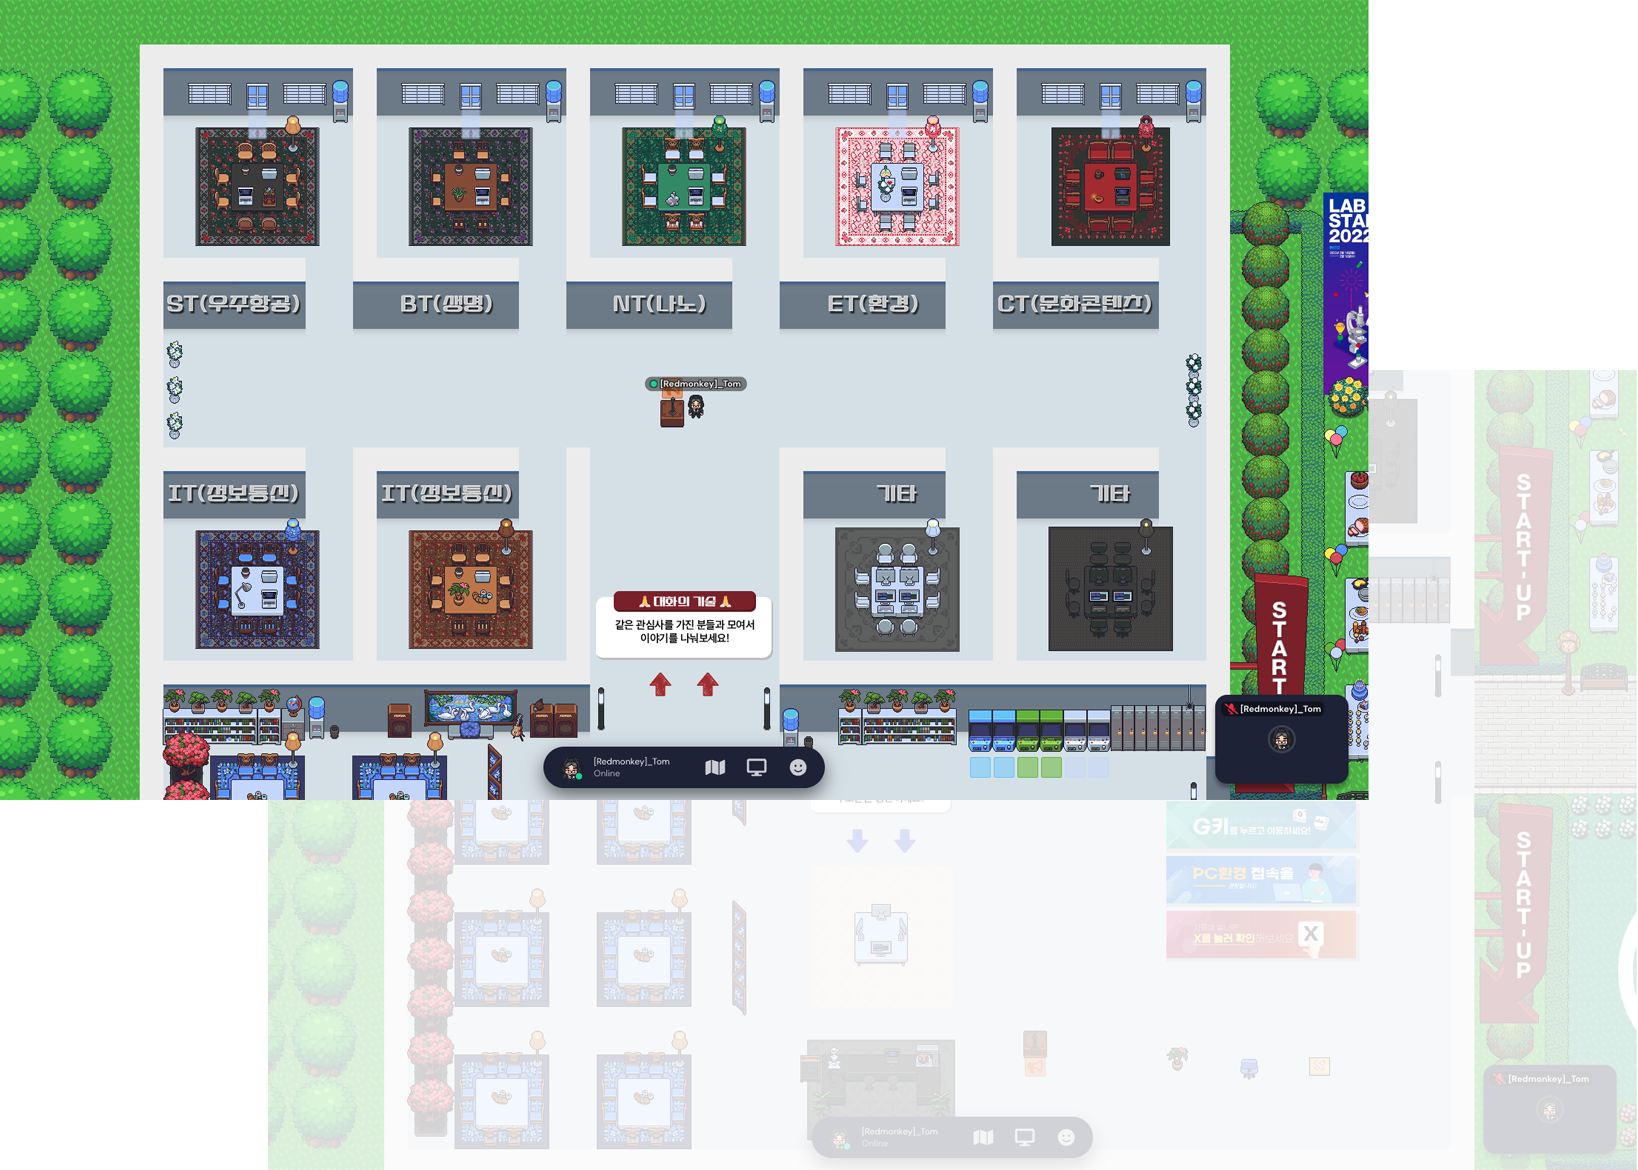 LAB
STA
2022
ST(우주항공)
BT(생명)
NT(나노)
ET(환경)
CT(문화콘텐츠)
[Redmonkey]_Tom
IT(정보통신)
IT(정보통신)
기타
기타
START-UP
🙏 대화의 기술 🙏
같은 관심사를 가진 분들과 모여서
이야기를 나눠보세요!
START
[Redmonkey]_Tom
[Redmonkey]_Tom
Online
G키를 누르고 이동하세요!
PC환경 접속을
X를 눌러 확인해보세요
X
START-UP
[Redmonkey]_Tom
[Redmonkey]_Tom
Online